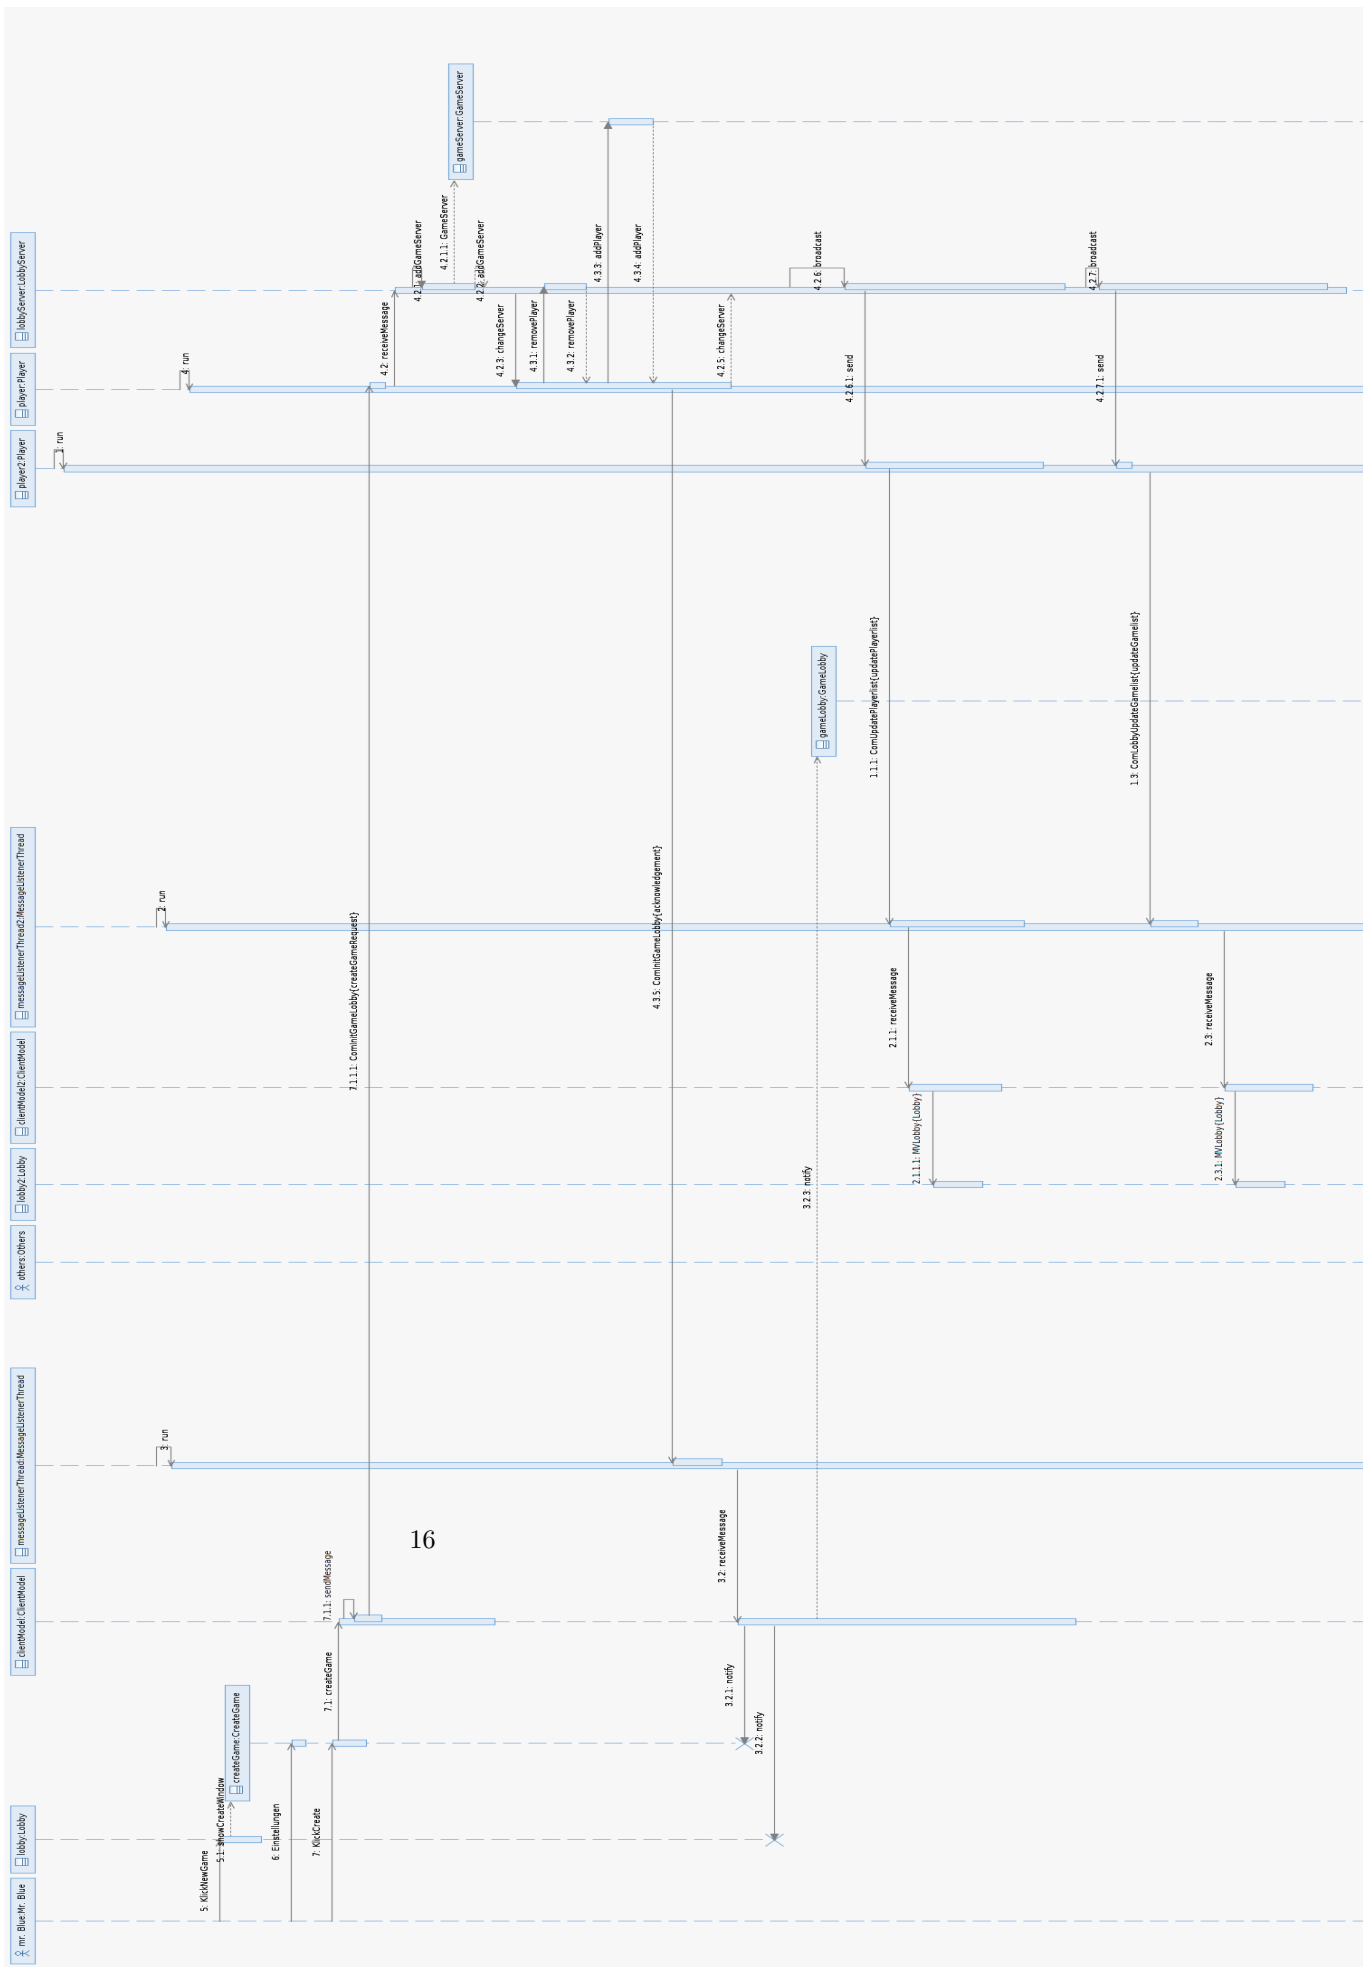 mr. Blue:Mr. Blue
lobby:Lobby
createGame:CreateGame
clientModel:ClientModel
messageListenerThread:MessageListenerThread
others:Others
lobby2:Lobby
clientModel2:ClientModel
messageListenerThread2:MessageListenerThread
gameLobby:GameLobby
player2:Player
player:Player
lobbyServer:LobbyServer
gameServer:GameServer
1: run
2: run
3: run
4: run
5: KlickNewGame
5.1: showCreateWindow
6: Einstellungen
7: KlickCreate
7.1: createGame
7.1.1: sendMessage
7.1.1.1: ComInitGameLobby{createGameRequest}
4.2: receiveMessage
4.2.1: addGameServer
4.2.1.1: GameServer
4.2.2: addGameServer
4.2.3: changeServer
4.3.1: removePlayer
4.3.2: removePlayer
4.3.3: addPlayer
4.3.4: addPlayer
4.3.5: ComInitGameLobby{acknowledgement}
4.2.5: changeServer
3.2: receiveMessage
3.2.1: notify
3.2.2: notify
3.2.3: notify
4.2.6: broadcast
4.2.6.1: send
1.1.1: ComUpdatePlayerlist{updatePlayerlist}
2.1.1: receiveMessage
2.1.1.1: MVLobby{Lobby}
4.2.7: broadcast
4.2.7.1: send
1.3: ComLobbyUpdateGamelist{updateGamelist}
2.3: receiveMessage
2.3.1: MVLobby{Lobby}
16